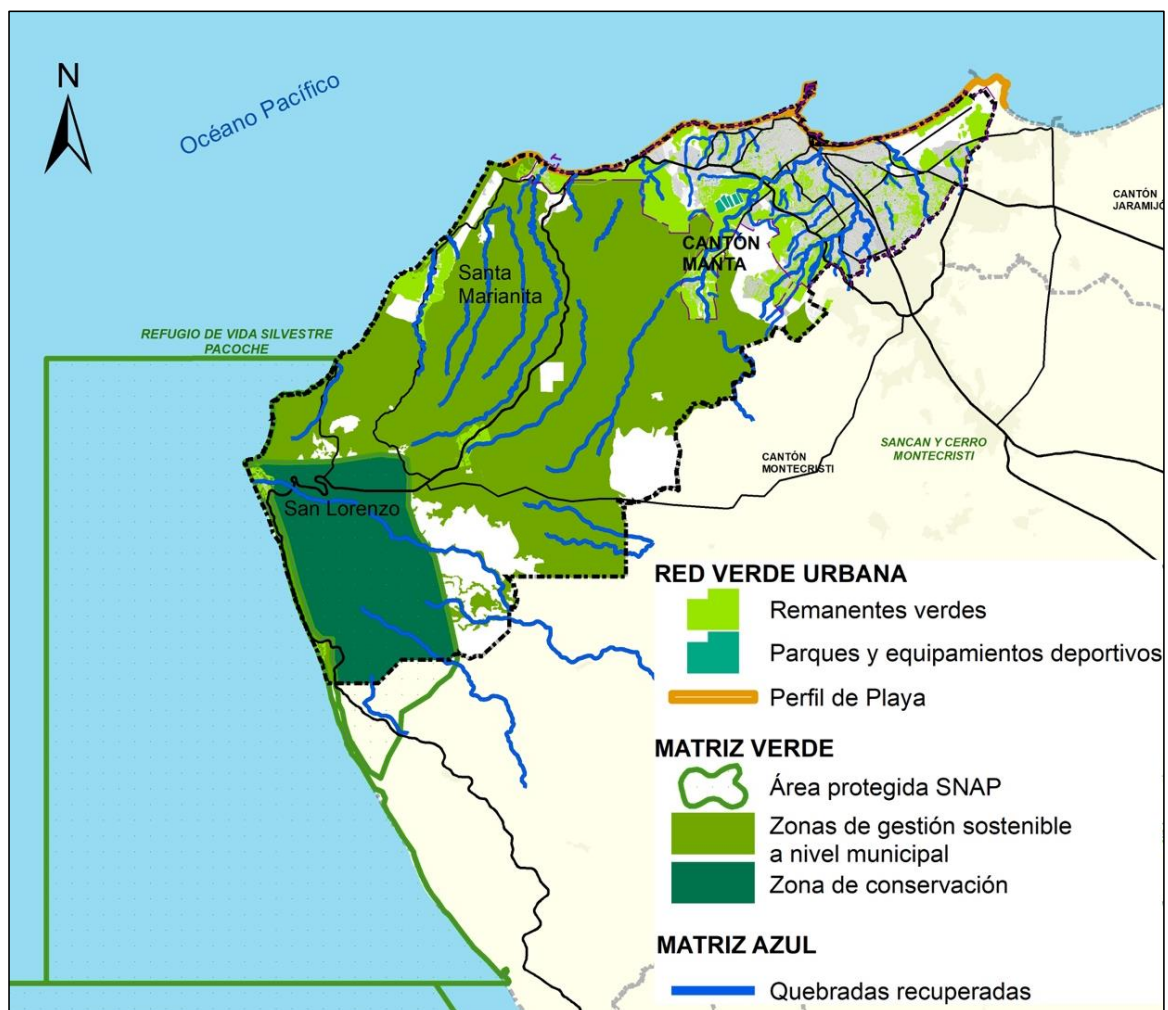 N
Océano Pacífico
CANTÓN
JARAMIJÓ
CANTÓN
MANTA
Santa
Marianita
REFUGIO DE VIDA SILVESTRE
PACOCHE
SANCAN Y CERRO
MONTECRISTI
CANTÓN
MONTECRISTI
San Lorenzo
RED VERDE URBANA
Remanentes verdes
Parques y equipamientos deportivos
Perfil de Playa
MATRIZ VERDE
Área protegida SNAP
Zonas de gestión sostenible
a nivel municipal
Zona de conservación
MATRIZ AZUL
Quebradas recuperadas